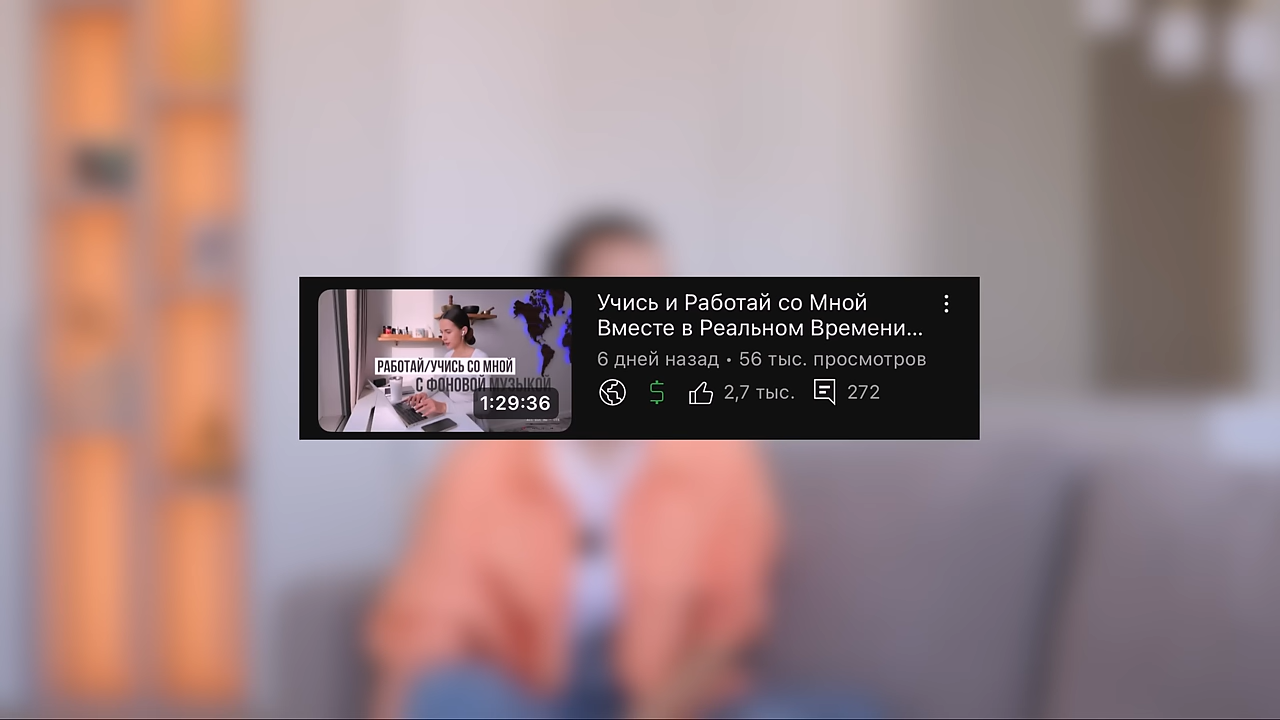 РАБОТАЙ/УЧИСЬ СО МНОЙ
С ФОНОВОЙ МУЗЫКОЙ
1:29:36
Учись и Работай со Мной
Вместе в Реальном Времени...
6 дней назад • 56 тыс. просмотров
2,7 тыс. 272